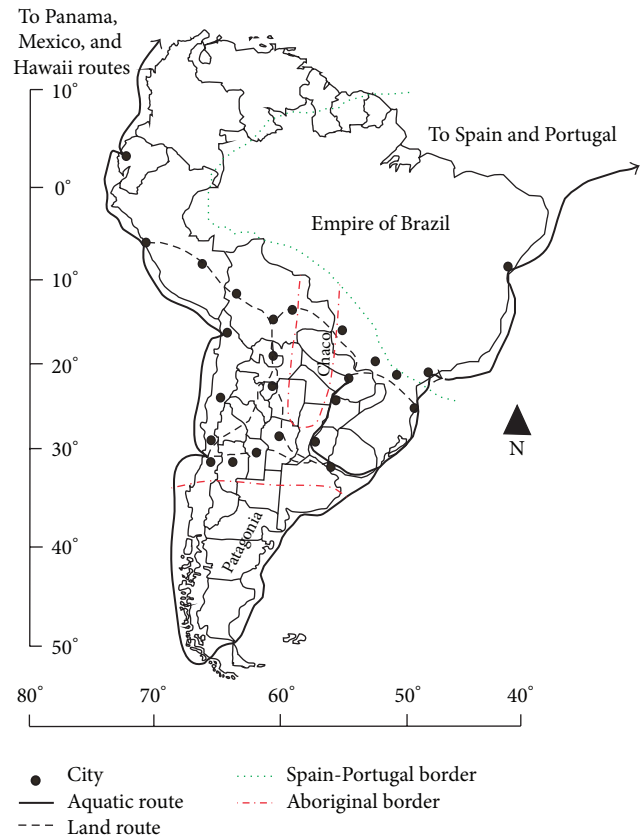 To Panama,
Mexico, and
Hawaii routes
10°
To Spain and Portugal
0°
Empire of Brazil
10°
Chaco
20°
N
30°
Patagonia
40°
50°
80° 70° 60° 50° 40°
City
Spain-Portugal border
Aquatic route
Aboriginal border
Land route